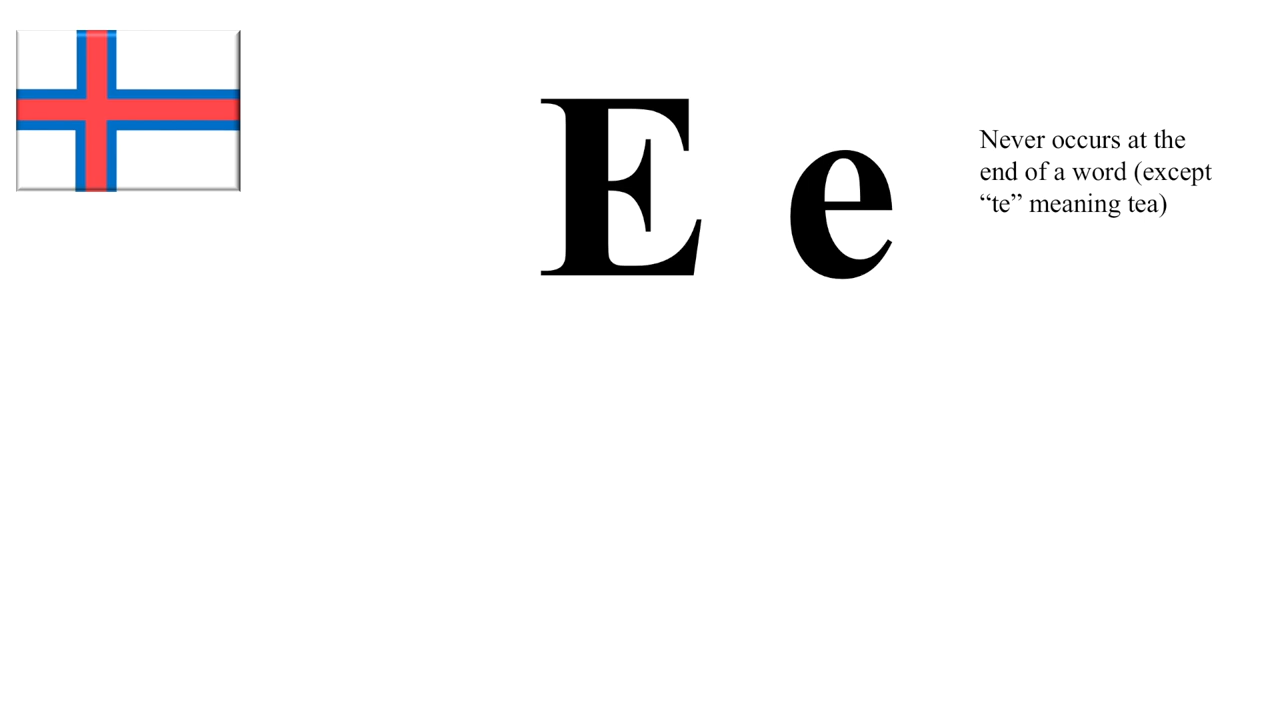 E e
Never occurs at the
end of a word (except
“te” meaning tea)